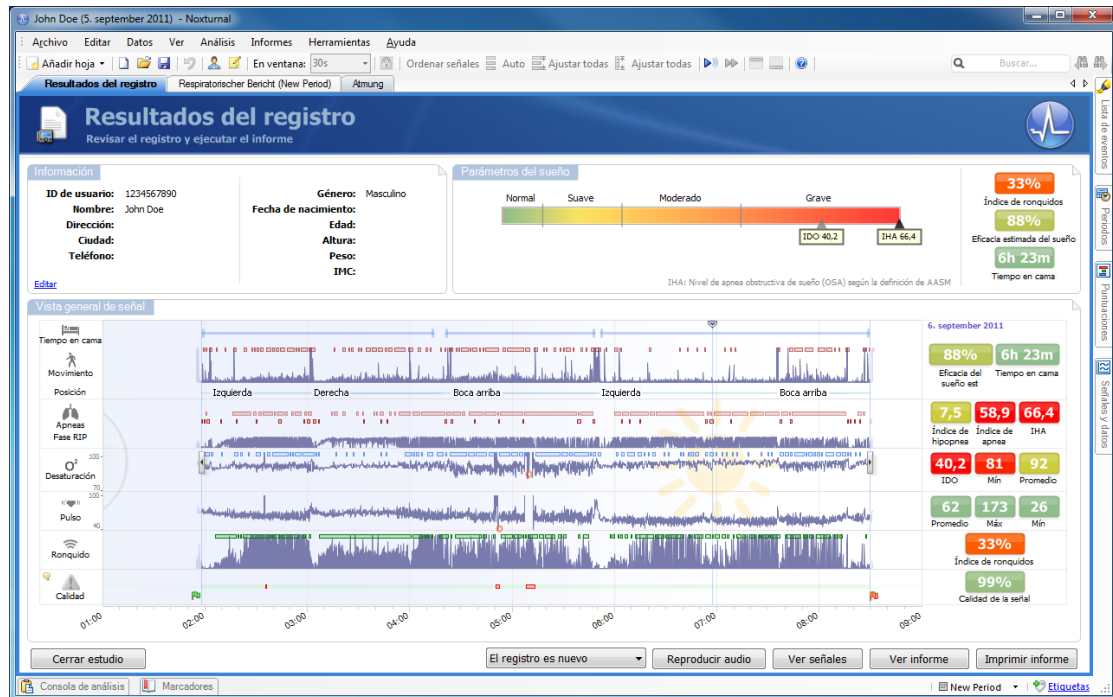 John Doe (5. september 2011) - Noxturnal
Archivo Editar Datos Ver Análisis Informes Herramientas Ayuda
Añadir hoja En ventana: 30s Ordenar señales Auto Ajustar todas Ajustar todas Buscar...
Resultados del registro Respiratorischer Bericht (New Period) Atmung
Resultados del registro
Revisar el registro y ejecutar el informe
Información
ID de usuario: 1234567890
Nombre: John Doe
Dirección:
Ciudad:
Teléfono:
Género: Masculino
Fecha de nacimiento:
Edad:
Altura:
Peso:
IMC:
Editar
Parámetros del sueño
Normal Suave Moderado Grave
IDO 40,2 IHA 66,4
IHA: Nivel de apnea obstructiva de sueño (OSA) según la definición de AASM
33%
Índice de ronquidos
88%
Eficacia estimada del sueño
6h 23m
Tiempo en cama
Vista general de señal
Tiempo en cama
Movimiento
Posición
Izquierda Derecha Boca arriba Izquierda Boca arriba
Apneas
Fase RIP
100
O²
Desaturación
70
100
Pulso
40
Ronquido
Calidad
01:00 02:00 03:00 04:00 05:00 06:00 07:00 08:00 09:00
6. september 2011
88% 6h 23m
Eficacia del sueño est Tiempo en cama
7,5 58,9 66,4
Índice de hipopnea Índice de apnea IHA
40,2 81 92
IDO Mín Promedio
62 173 26
Promedio Máx Mín
33%
Índice de ronquidos
99%
Calidad de la señal
Cerrar estudio El registro es nuevo Reproducir audio Ver señales Ver informe Imprimir informe
Consola de análisis Marcadores New Period Etiquetas
Lista de eventos
Periodos
Puntuaciones
Señales y datos